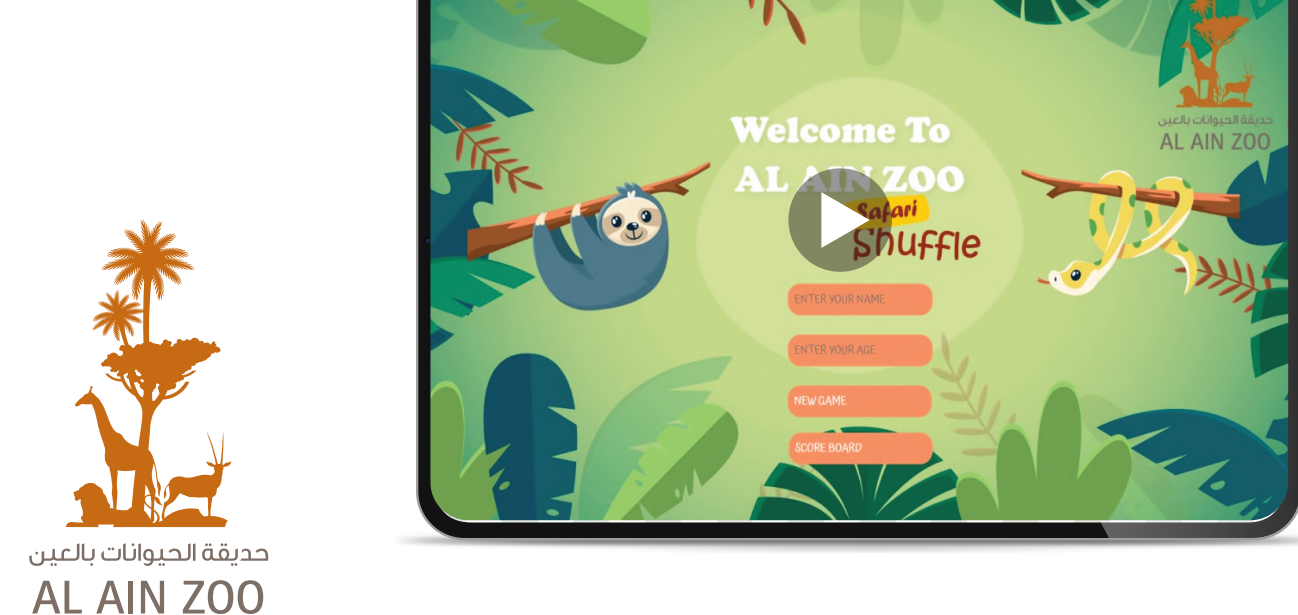 حديقة الحيوانات بالعين
AL AIN ZOO
Welcome To
AL AIN ZOO
Safari
Shuffle
ENTER YOUR NAME
ENTER YOUR AGE
NEW GAME
SCORE BOARD
حديقة الحيوانات بالعين
AL AIN ZOO